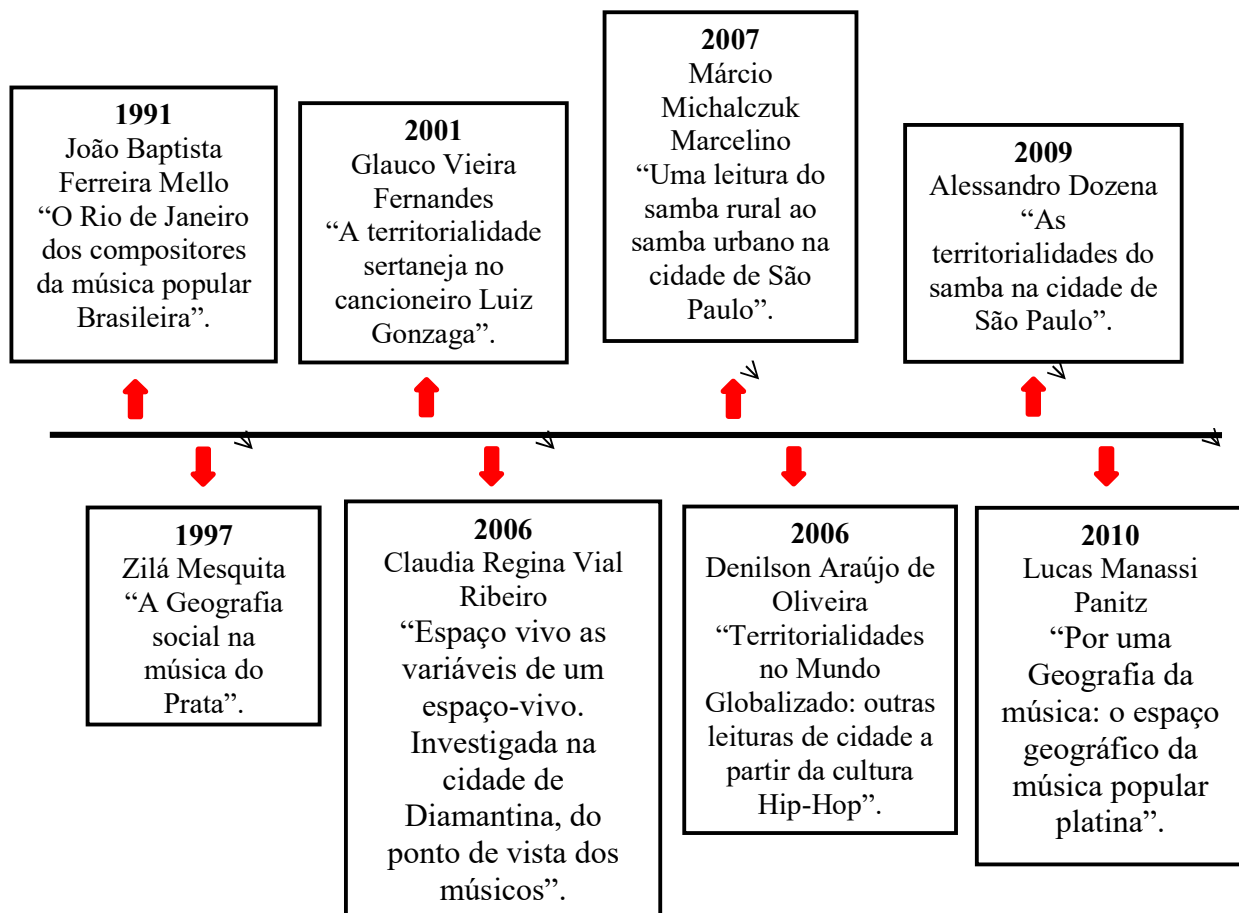 1991
João Baptista
Ferreira Mello
“O Rio de Janeiro
dos compositores
da música popular
Brasileira”.
2001
Glauco Vieira
Fernandes
“A territorialidade
sertaneja no
cancioneiro Luiz
Gonzaga”.
2007
Márcio
Michalczuk
Marcelino
“Uma leitura do
samba rural ao
samba urbano na
cidade de São
Paulo”.
2009
Alessandro Dozena
“As
territorialidades do
samba na cidade de
São Paulo”.
1997
Zilá Mesquita
“A Geografia
social na
música do
Prata”.
2006
Claudia Regina Vial
Ribeiro
“Espaço vivo as
variáveis de um
espaço-vivo.
Investigada na
cidade de
Diamantina, do
ponto de vista dos
músicos”.
2006
Denilson Araújo de
Oliveira
“Territorialidades
no Mundo
Globalizado: outras
leituras de cidade a
partir da cultura
Hip-Hop”.
2010
Lucas Manassi
Panitz
“Por uma
Geografia da
música: o espaço
geográfico da
música popular
platina”.